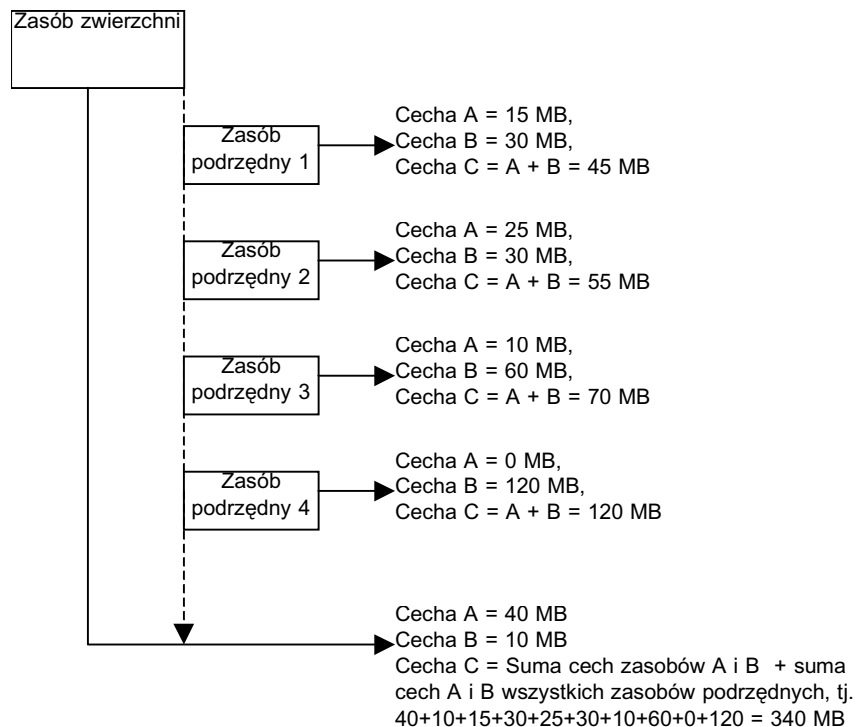 Zasób zwierzchni
Cecha A = 15 MB,
Zasób
podrzędny 1
Cecha B = 30 MB,
Cecha C = A + B = 45 MB
Cecha A = 25 MB,
Zasób
podrzędny 2
Cecha B = 30 MB,
Cecha C = A + B = 55 MB
Cecha A = 10 MB,
Zasób
podrzędny 3
Cecha B = 60 MB,
Cecha C = A + B = 70 MB
Cecha A = 0 MB,
Zasób
podrzędny 4
Cecha B = 120 MB,
Cecha C = A + B = 120 MB
Cecha A = 40 MB
Cecha B = 10 MB
Cecha C = Suma cech zasobów A i B + suma
cech A i B wszystkich zasobów podrzędnych, tj.
40+10+15+30+25+30+10+60+0+120 = 340 MB